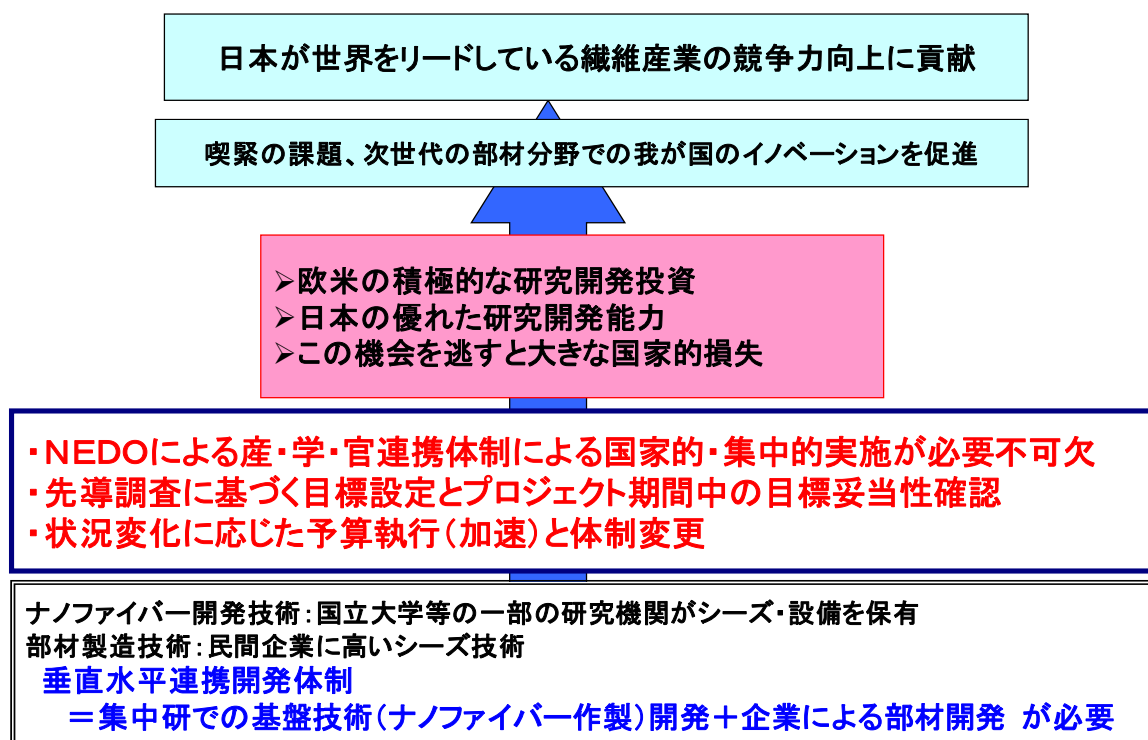 日本が世界をリードしている繊維産業の競争力向上に貢献
喫緊の課題、次世代の部材分野での我が国のイノベーションを促進
➢欧米の積極的な研究開発投資
➢日本の優れた研究開発能力
➢この機会を逃すと大きな国家的損失
・ＮＥＤＯによる産・学・官連携体制による国家的・集中的実施が必要不可欠
・先導調査に基づく目標設定とプロジェクト期間中の目標妥当性確認
・状況変化に応じた予算執行（加速）と体制変更
ナノファイバー開発技術：国立大学等の一部の研究機関がシーズ・設備を保有
部材製造技術：民間企業に高いシーズ技術
垂直水平連携開発体制
＝集中研での基盤技術（ナノファイバー作製）開発＋企業による部材開発 が必要